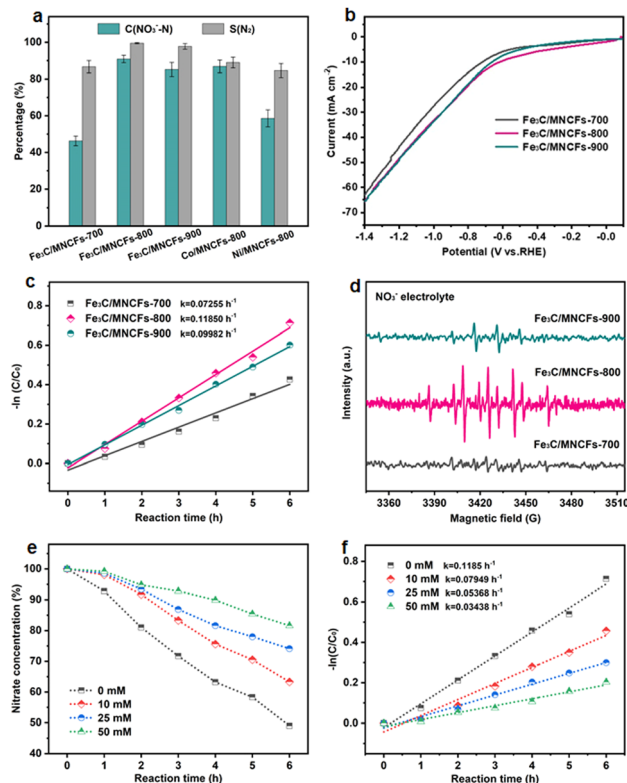 a
C(NO₃⁻-N)
S(N₂)
100
80
60
40
20
0
Percentage (%)
Fe₃C/MNCFs-700
Fe₃C/MNCFs-800
Fe₃C/MNCFs-900
Co/MNCFs-800
Ni/MNCFs-800
b
0
-10
-20
-30
-40
-50
-60
-70
Current (mA cm⁻²)
Fe₃C/MNCFs-700
Fe₃C/MNCFs-800
Fe₃C/MNCFs-900
-1.4 -1.2 -1.0 -0.8 -0.6 -0.4 -0.2 0.0
Potential (V vs.RHE)
c
Fe₃C/MNCFs-700 k=0.07255 h⁻¹
Fe₃C/MNCFs-800 k=0.11850 h⁻¹
Fe₃C/MNCFs-900 k=0.09982 h⁻¹
-0.8
-0.6
0.4
0.2
0.0
-ln (C/C₀)
0 1 2 3 4 5 6
Reaction time (h)
d
NO₃⁻ electrolyte
Fe₃C/MNCFs-900
Fe₃C/MNCFs-800
Fe₃C/MNCFs-700
Intensity (a.u.)
3360 3390 3420 3450 3480 3510
Magnetic field (G)
e
100
90
80
70
60
50
40
Nitrate concentration (%)
0 mM
10 mM
25 mM
50 mM
0 1 2 3 4 5 6
Reaction time (h)
f
0 mM k=0.1185 h⁻¹
10 mM k=0.07949 h⁻¹
25 mM k=0.05368 h⁻¹
50 mM k=0.03438 h⁻¹
0.8
0.6
0.4
0.2
0.0
-ln(C/C₀)
0 1 2 3 4 5 6
Reaction time (h)